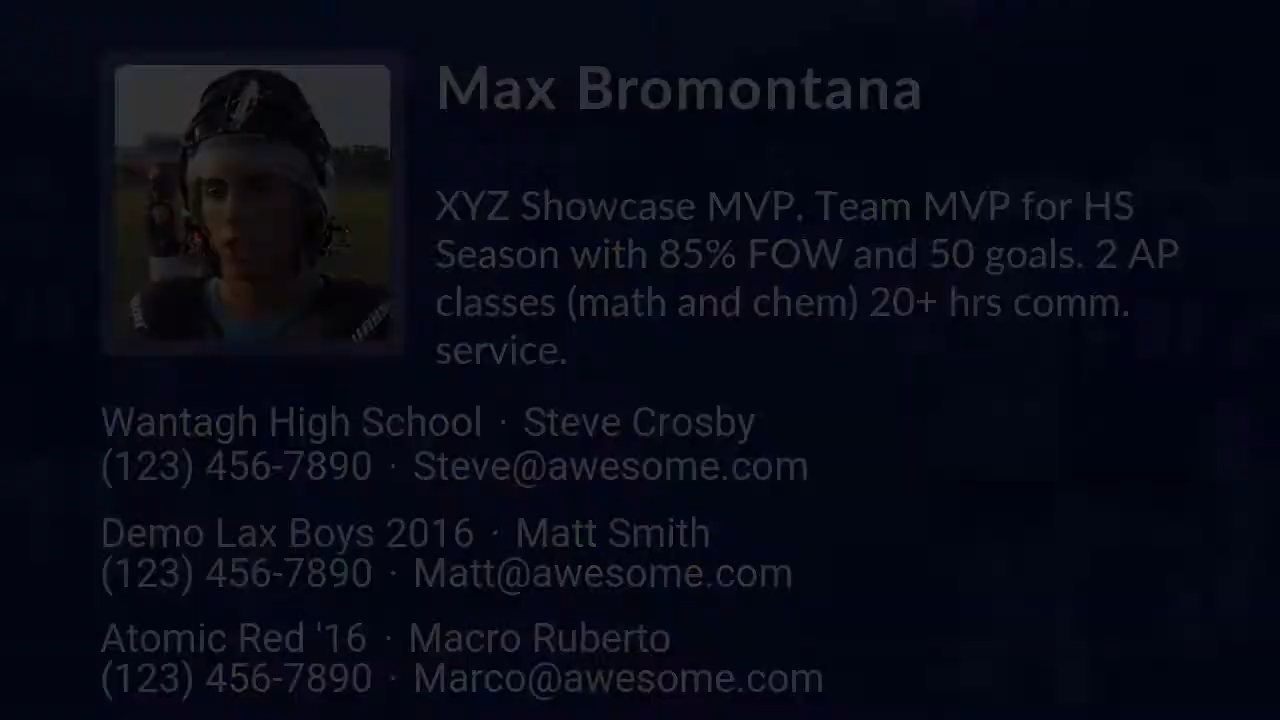 Max Bromontana
XYZ Showcase MVP. Team MVP for HS
Season with 85% FOW and 50 goals. 2 AP
classes (math and chem) 20+ hrs comm.
service.
Wantagh High School · Steve Crosby
(123) 456-7890 · Steve@awesome.com
Demo Lax Boys 2016 · Matt Smith
(123) 456-7890 · Matt@awesome.com
Atomic Red '16 · Macro Ruberto
(123) 456-7890 · Marco@awesome.com